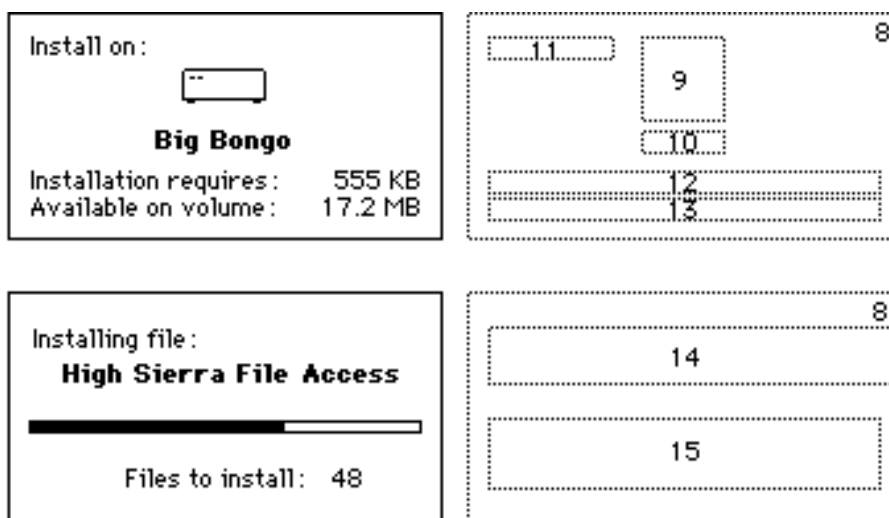 Install on:
Big Bongo
Installation requires: 555 KB
Available on volume: 17.2 MB
8
11
9
10
12
13
Installing file:
High Sierra File Access
Files to install: 48
8
14
15